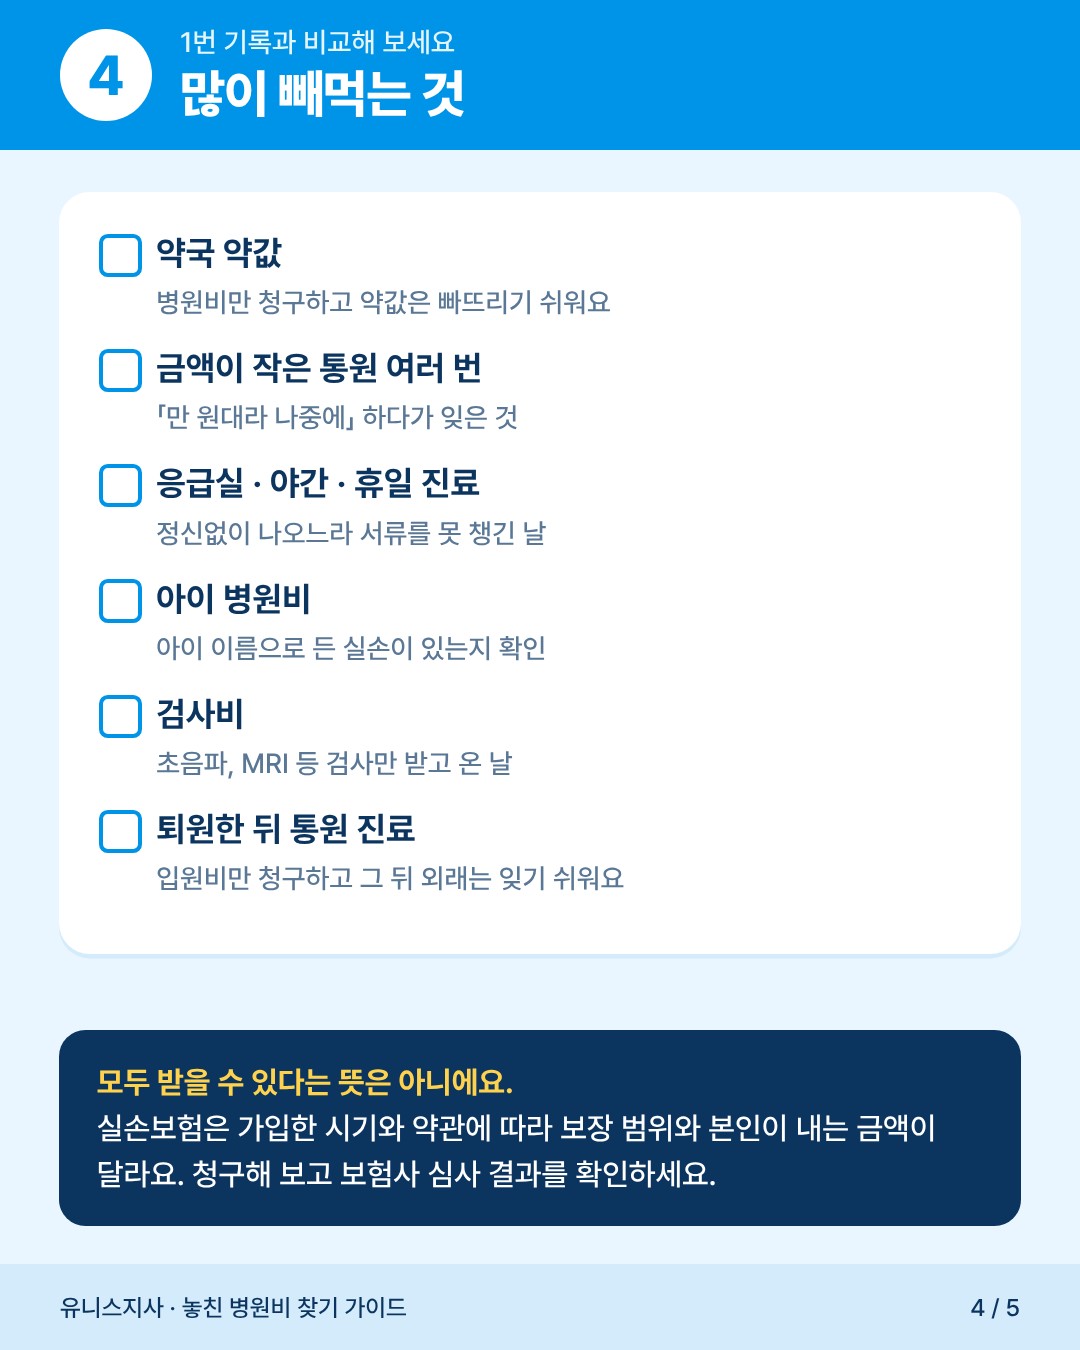 4
1번 기록과 비교해 보세요
많이 빼먹는 것
약국 약값
병원비만 청구하고 약값은 빠뜨리기 쉬워요
금액이 작은 통원 여러 번
「만 원대라 나중에」 하다가 잊은 것
응급실 · 야간 · 휴일 진료
정신없이 나오느라 서류를 못 챙긴 날
아이 병원비
아이 이름으로 든 실손이 있는지 확인
검사비
초음파, MRI 등 검사만 받고 온 날
퇴원한 뒤 통원 진료
입원비만 청구하고 그 뒤 외래는 잊기 쉬워요
모두 받을 수 있다는 뜻은 아니에요.
실손보험은 가입한 시기와 약관에 따라 보장 범위와 본인이 내는 금액이
달라요. 청구해 보고 보험사 심사 결과를 확인하세요.
유니스지사 · 놓친 병원비 찾기 가이드
4 / 5